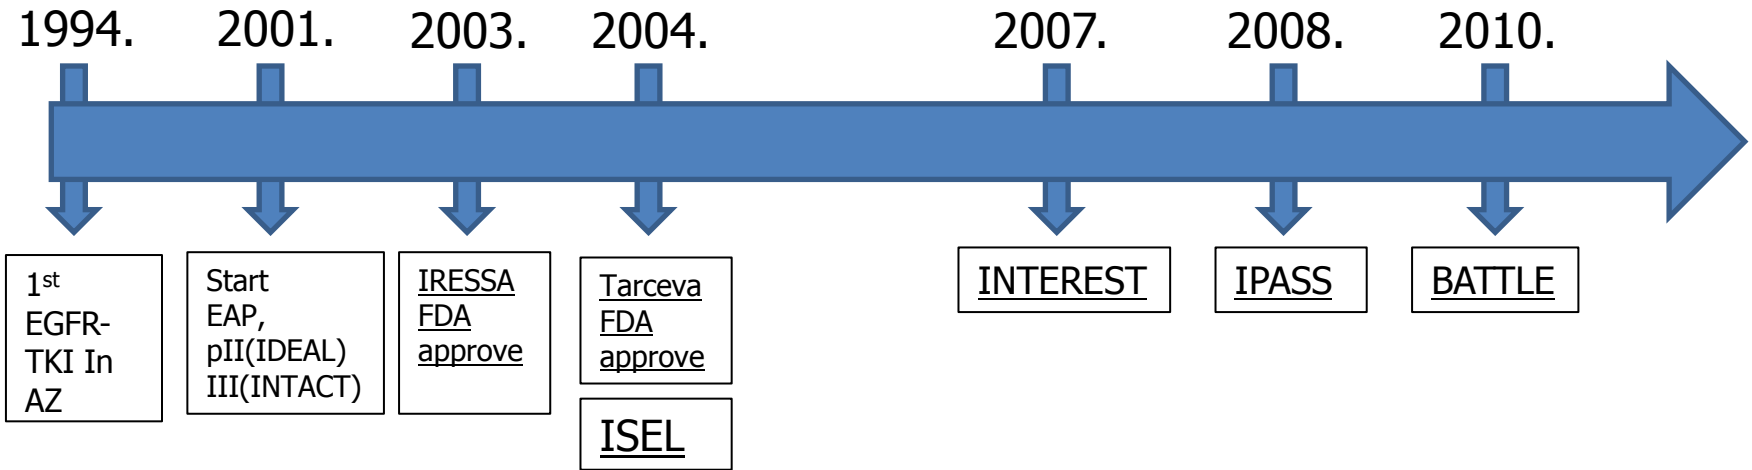 1994. 2001. 2003. 2004. 2007. 2008. 2010.
1st
EGFR-
TKI In
AZ
Start
EAP,
pII(IDEAL)
III(INTACT)
IRESSA
FDA
approve
Tarceva
FDA
approve
ISEL
INTEREST
IPASS
BATTLE